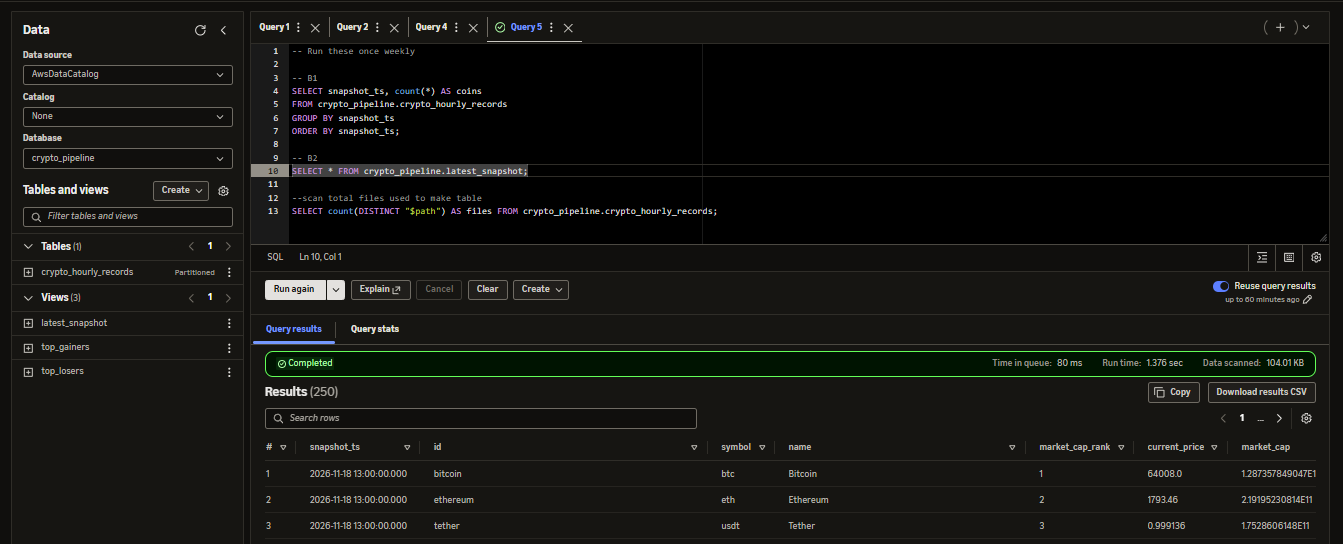 Data
Data source
AwsDataCatalog
Catalog
None
Database
crypto_pipeline
Tables and views
Create
Filter tables and views
Tables (1)
1
crypto_hourly_records
Partitioned
Views (3)
1
latest_snapshot
top_gainers
top_losers
Query 1
Query 2
Query 4
Query 5
1 -- Run these once weekly
2
3 -- B1
4 SELECT snapshot_ts, count(*) AS coins
5 FROM crypto_pipeline.crypto_hourly_records
6 GROUP BY snapshot_ts
7 ORDER BY snapshot_ts;
8
9 -- B2
10 SELECT * FROM crypto_pipeline.latest_snapshot;
11
12 --scan total files used to make table
13 SELECT count(DISTINCT "$path") AS files FROM crypto_pipeline.crypto_hourly_records;
SQL Ln 10, Col 1
Run again Explain Cancel Clear Create
Reuse query results
up to 60 minutes ago
Query results Query stats
Completed Time in queue: 80 ms Run time: 1.376 sec Data scanned: 104.01 KB
Results (250)
Copy Download results CSV
Search rows
1 ...
# snapshot_ts id symbol name market_cap_rank current_price market_cap
1 2026-11-18 13:00:00.000 bitcoin btc Bitcoin 1 64008.0 1.287357849047E1
2 2026-11-18 13:00:00.000 ethereum eth Ethereum 2 1793.46 2.19195230814E11
3 2026-11-18 13:00:00.000 tether usdt Tether 3 0.999136 1.7528606148E11